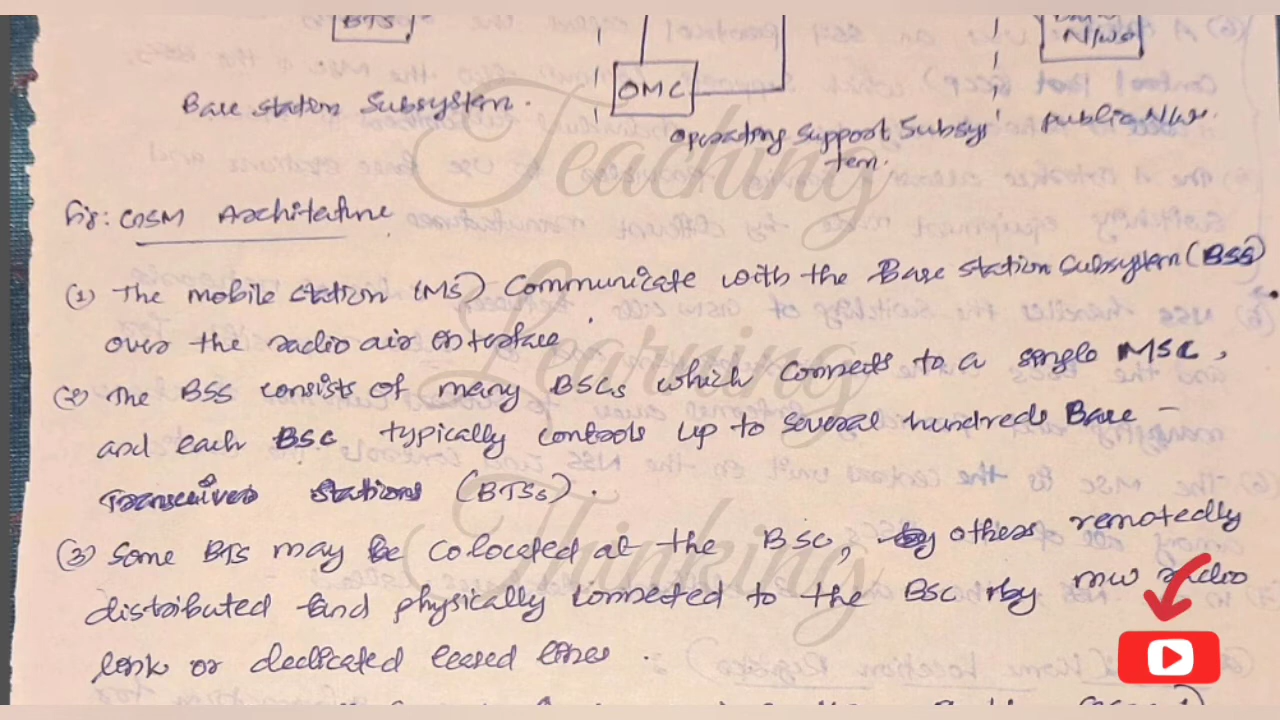 BTS
N/ws
OMC
Base station Subsystem.
operating Support Subsys
tem.
public N/w.
Fig: GSM Architecture
(1) The mobile station (MS) Communicate with the Base Station Subsystem (BSS)
over the radio air interface.
(2) The BSS consists of many BSCs which connects to a single MSC,
and each BSC typically controls up to several hundreds Base -
Transceivers stations (BTSs).
(3) Some BTS may be Colocated at the BSC, others remotedly
distributed and physically connected to the BSC by mw radio
link or dedicated leased lines.
Teaching
Learning
Thinking